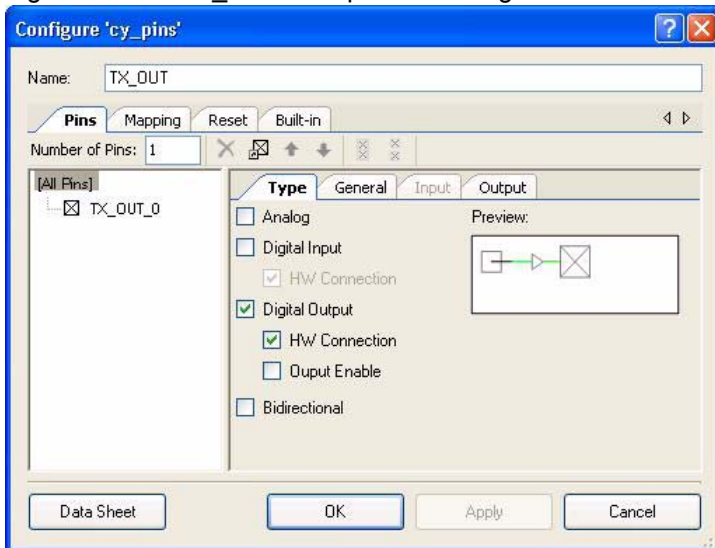 Configure 'cy_pins'
Name: TX_OUT
Pins Mapping Reset Built-in
Number of Pins: 1
[All Pins]
TX_OUT_0
Type General Input Output
Analog
Preview:
Digital Input
HW Connection
Digital Output
HW Connection
Ouput Enable
Bidirectional
Data Sheet OK Apply Cancel